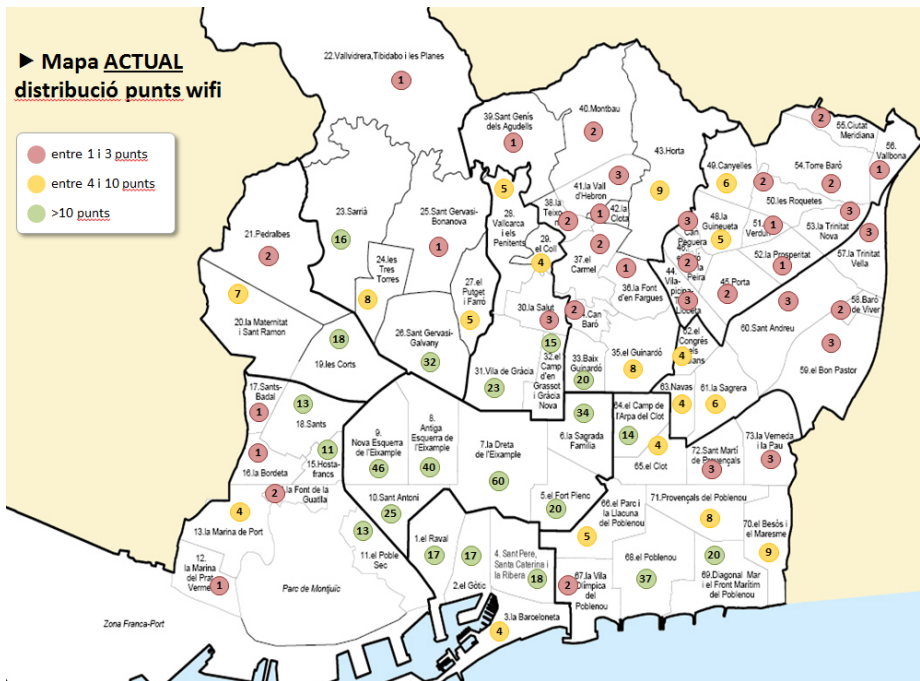 ► Mapa ACTUAL
distribució punts wifi
entre 1 i 3 punts
entre 4 i 10 punts
>10 punts
22.Vallvidrera,Tibidabo i les Planes
1
39.Sant Genís
dels Agudells
1
40.Montbau
2
43.Horta
9
2
55.Ciutat
Meridiana
56.
Vallbona
1
49.Canyelles
6
54.Torre Baró
2
2
50.les Roquetes
41.la Vall
d'Hebron
3
5
28.
Vallcarca
i els
Penitents
38.la
2
1
42.la
Clota
23.Sarrià
16
25.Sant Gervasi-
Bonanova
1
21.Pedralbes
2
29.
el Coll
4
2
37.el
Carmel
3
Can
Peguera
48.la
Guineueta
5
51.
1
3
53.la Trinitat
Nova
3
57.la Trinitat
Vella
24.les
Tres
Torres
8
27.el
Putget
i Farró
5
1
36.la Font
d'en Fargues
2
Peira
52.la Prosperitat
1
44.
3
45.Porta
2
7
20.la Maternitat
i Sant Ramon
30.la Salut
3
2
Can
Baró
3
60.Sant Andreu
58.Baró
de Viver
2
3
59.el Bon Pastor
18
19.les Corts
26.Sant Gervasi-
Galvany
32
15
32.el
Camp
d'en
Grassot
i Gràcia
Nova
33.Baix
Guinardó
20
35.el Guinardó
8
62.el
Congrés
4
31.Vila de Gràcia
23
17.Sants-
Badal
1
13
18.Sants
63.Navas
4
61.la Sagrera
6
34
6.la Sagrada
Família
64.el Camp de
l'Arpa del Clot
14
4
65.el Clot
9.
Nova Esquerra
de l'Eixample
46
8.
Antiga
Esquerra de
l'Eixample
40
7.la Dreta
de l'Eixample
60
72.Sant Martí
de Provençals
3
73.la Verneda
i la Pau
3
1
16.la Bordeta
11
15.Hosta-
francs
2
la Font de la
Guatlla
10.Sant Antoni
25
5.el Fort Pienc
20
66.el Parc i
la Llacuna
del Poblenou
5
71.Provençals del Poblenou
8
70.el Besòs i
el Maresme
9
4
13.la Marina de Port
13
11.el Poble
Sec
1.el Raval
17
17
2.el Gòtic
4. Sant Pere,
Santa Caterina i
la Ribera
18
68.el Poblenou
37
20
69.Diagonal Mar
i el Front Marítim
del Poblenou
12.
la Marina
del Prat
Vermell
1
2
67.la Vila
Olímpica
del
Poblenou
Parc de Montjuïc
3.la Barceloneta
4
Zona Franca-Port